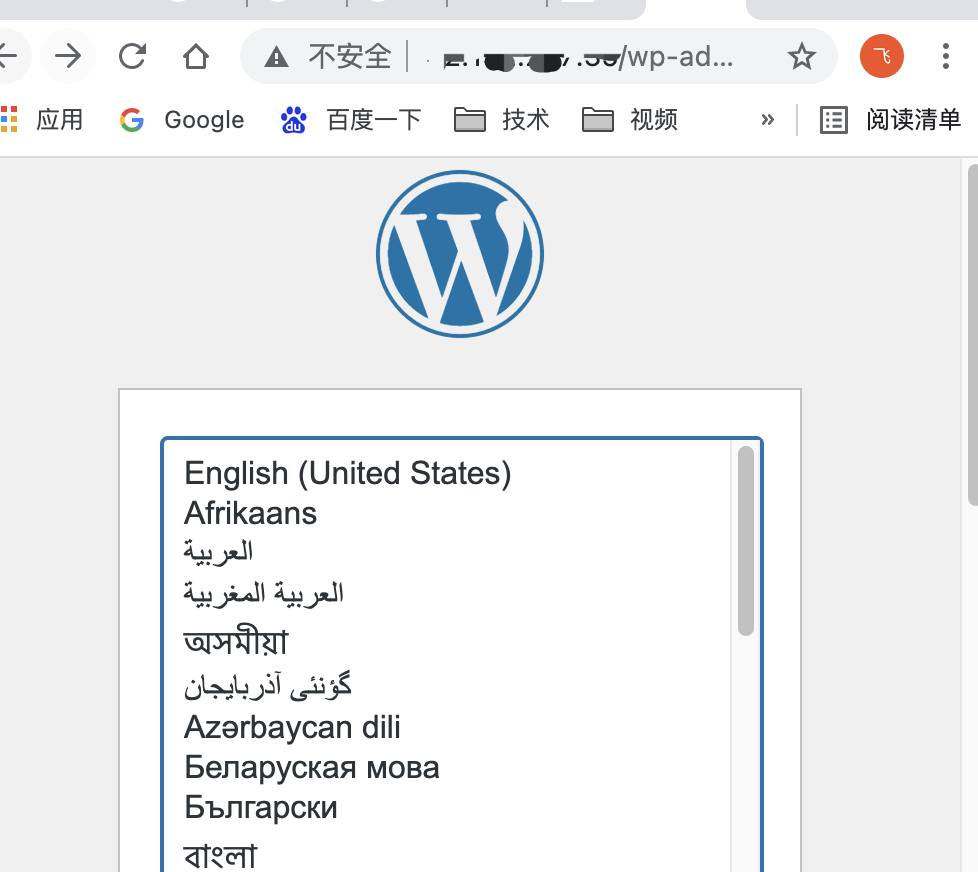 不安全 /wp-ad...
应用 Google 百度一下 技术 视频 » 阅读清单
English (United States)
Afrikaans
العربية
العربية المغربية
অসমীয়া
گؤنئی آذربایجان
Azərbaycan dili
Беларуская мова
Български
বাংলা